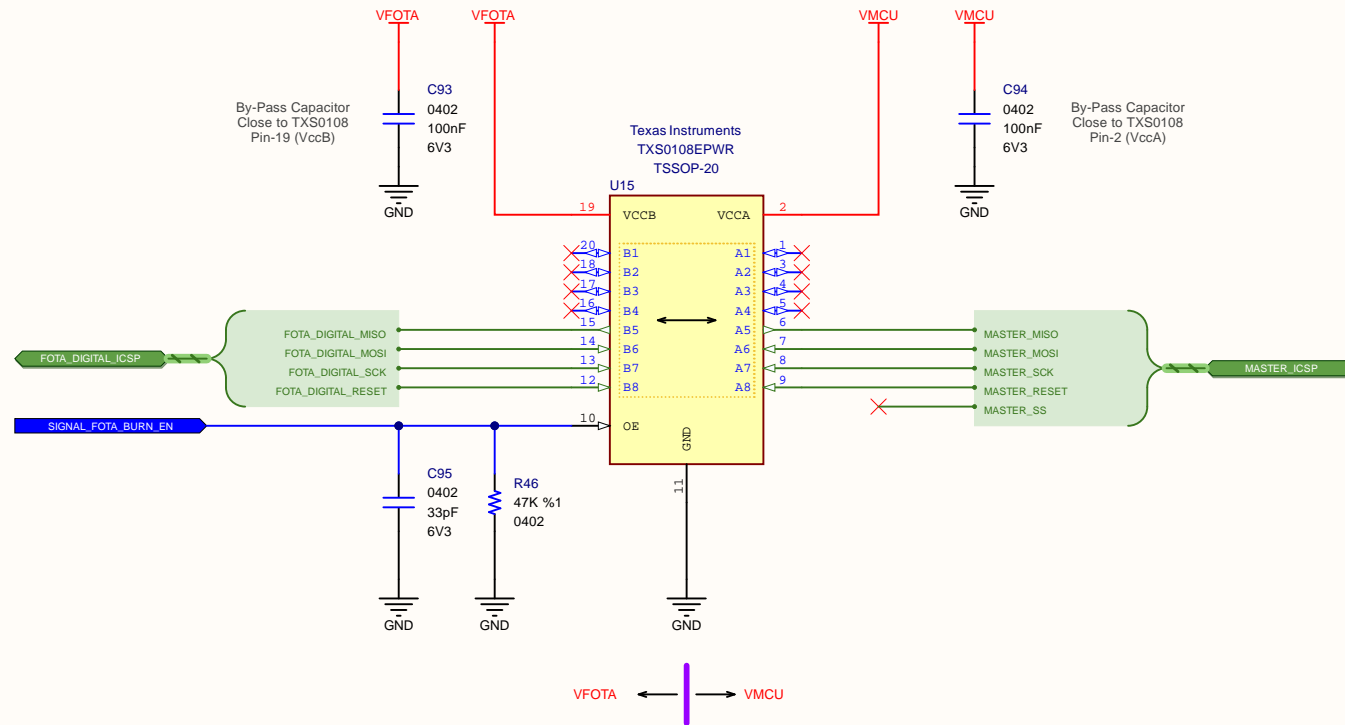 VFOTA
VFOTA
VMCU
VMCU
By-Pass Capacitor
Close to TXS0108
Pin-19 (VccB)
C93
0402
100nF
6V3
GND
Texas Instruments
TXS0108EPWR
TSSOP-20
U15
C94
0402
100nF
6V3
GND
By-Pass Capacitor
Close to TXS0108
Pin-2 (VccA)
19 VCCB VCCA 2
20 B1 A1 1
18 B2 A2 3
17 B3 A3 4
16 B4 A4 5
15 B5 A5 6
14 B6 A6 7
13 B7 A7 8
12 B8 A8 9
10 OE
GND
11
GND
FOTA_DIGITAL_ICSP
FOTA_DIGITAL_MISO
FOTA_DIGITAL_MOSI
FOTA_DIGITAL_SCK
FOTA_DIGITAL_RESET
MASTER_MISO
MASTER_MOSI
MASTER_SCK
MASTER_RESET
MASTER_SS
MASTER_ICSP
SIGNAL_FOTA_BURN_EN
C95
0402
33pF
6V3
GND
R46
47K %1
0402
GND
VFOTA VMCU